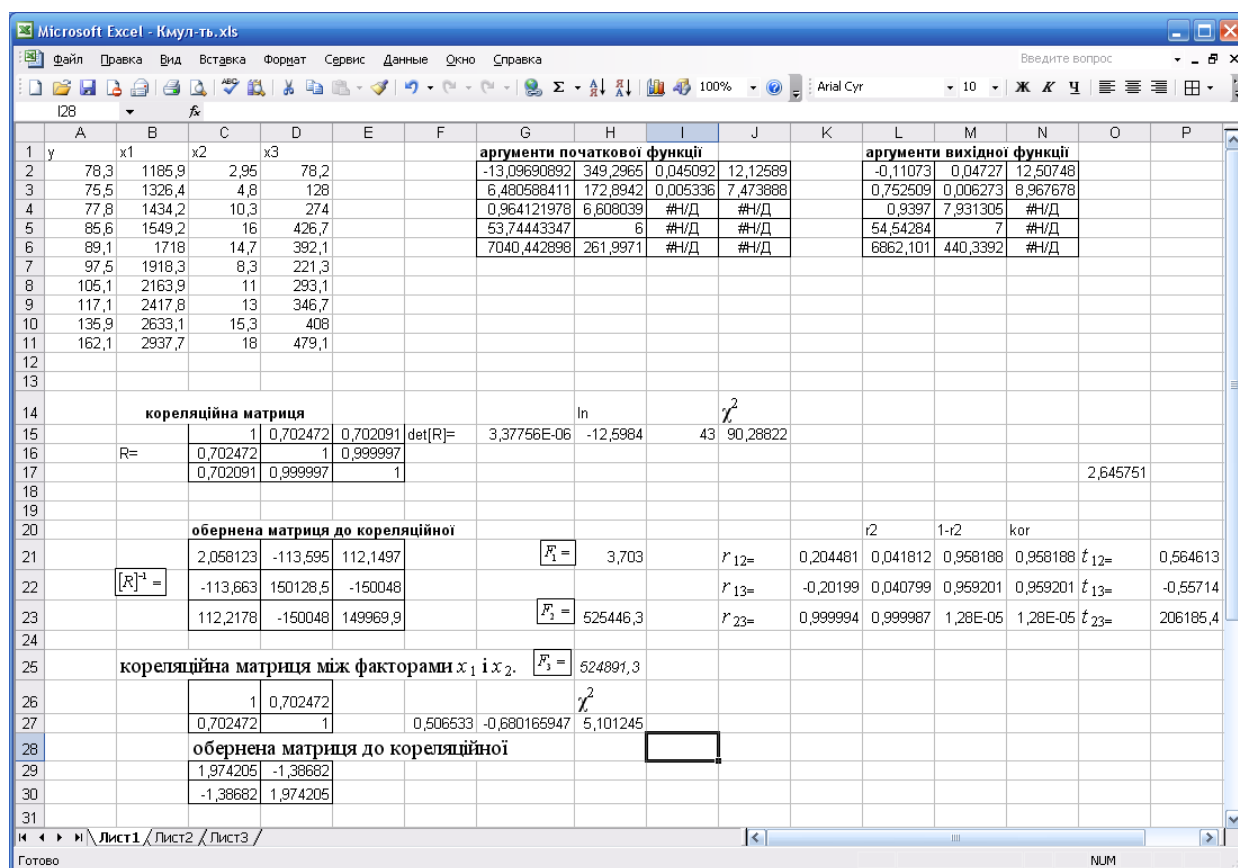 Microsoft Excel - Кмул-ть.xls
Файл Правка Вид Вставка Формат Сервис Данные Окно Справка Введите вопрос
100% Arial Cyr 10 Ж К Ч
I28 fx
A B C D E F G H I J K L M N O P
1 y x1 x2 x3 аргументи початкової функції аргументи вихідної функції
2 78,3 1185,9 2,95 78,2 -13,09690892 349,2965 0,045092 12,12589 -0,11073 0,04727 12,50748
3 75,5 1326,4 4,8 128 6,480588411 172,8942 0,005336 7,473888 0,752509 0,006273 8,967678
4 77,8 1434,2 10,3 274 0,964121978 6,608039 #Н/Д #Н/Д 0,9397 7,931305 #Н/Д
5 85,6 1549,2 16 426,7 53,74443347 6 #Н/Д #Н/Д 54,54284 7 #Н/Д
6 89,1 1718 14,7 392,1 7040,442898 261,9971 #Н/Д #Н/Д 6862,101 440,3392 #Н/Д
7 97,5 1918,3 8,3 221,3
8 105,1 2163,9 11 293,1
9 117,1 2417,8 13 346,7
10 135,9 2633,1 15,3 408
11 162,1 2937,7 18 479,1
12
13
14 кореляційна матриця ln χ²
15 1 0,702472 0,702091 det[R]= 3,37756E-06 -12,5984 43 90,28822
16 R= 0,702472 1 0,999997
17 0,702091 0,999997 1 2,645751
18
19
20 обернена матриця до кореляційної r2 1-r2 kor
21 2,058123 -113,595 112,1497 F₁ = 3,703 r 12= 0,204481 0,041812 0,958188 0,958188 t 12= 0,564613
22 [R]⁻¹ = -113,663 150128,5 -150048 r 13= -0,20199 0,040799 0,959201 0,959201 t 13= -0,55714
23 112,2178 -150048 149969,9 F₂ = 525446,3 r 23= 0,999994 0,999987 1,28E-05 1,28E-05 t 23= 206185,4
24
25 кореляційна матриця між факторами x₁ і x₂. F₃ = 524891,3
26 1 0,702472 χ²
27 0,702472 1 0,506533 -0,680165947 5,101245
28 обернена матриця до кореляційної
29 1,974205 -1,38682
30 -1,38682 1,974205
31
Лист1 Лист2 Лист3
Готово NUM